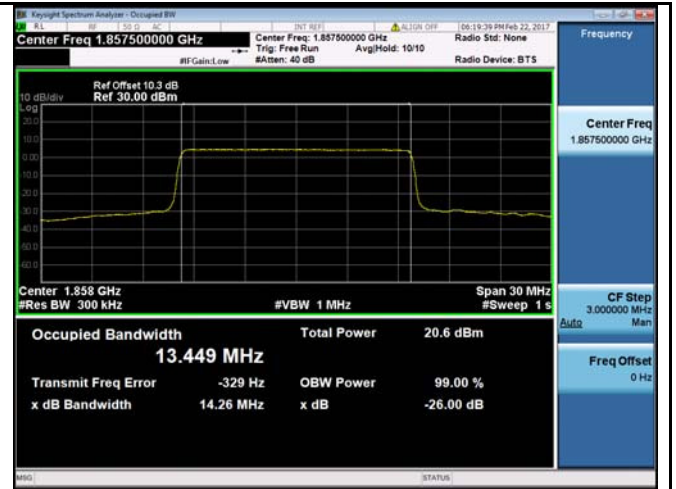 Keysight Spectrum Analyzer - Occupied BW
RL RF 50 Ω AC INT REF ALIGN OFF 06:19:39 PM Feb 22, 2017
Center Freq 1.857500000 GHz
Center Freq: 1.857500000 GHz
Radio Std: None
Trig: Free Run Avg|Hold: 10/10
#IFGain:Low
#Atten: 40 dB
Radio Device: BTS
Frequency
Ref Offset 10.3 dB
10 dB/div Ref 30.00 dBm
Log
20.0
10.0
0.00
10.0
20.0
30.0
40.0
50.0
60.0
Center 1.858 GHz
Span 30 MHz
#Res BW 300 kHz
#VBW 1 MHz
#Sweep 1 s
Occupied Bandwidth
Total Power 20.6 dBm
13.449 MHz
Transmit Freq Error -329 Hz
OBW Power 99.00 %
x dB Bandwidth 14.26 MHz
x dB -26.00 dB
Center Freq
1.857500000 GHz
CF Step
3.000000 MHz
Auto Man
Freq Offset
0 Hz
MSG
STATUS